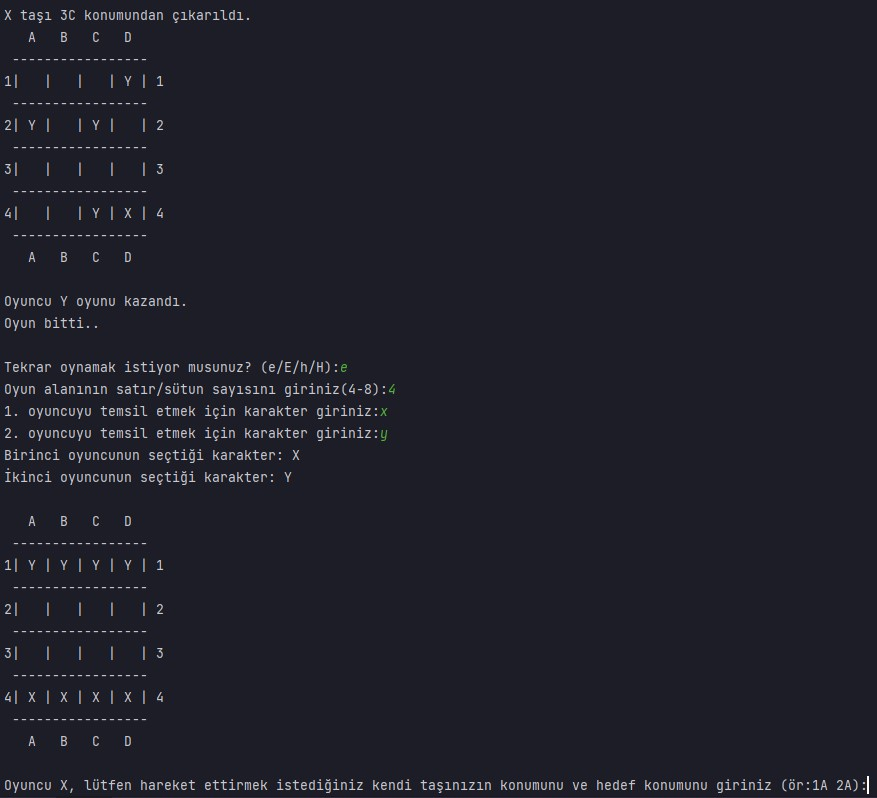 X taşı 3C konumundan çıkarıldı.
   A   B   C   D
 -----------------
1|   |   |   | Y | 1
 -----------------
2| Y |   | Y |   | 2
 -----------------
3|   |   |   |   | 3
 -----------------
4|   |   | Y | X | 4
 -----------------
   A   B   C   D

Oyuncu Y oyunu kazandı.
Oyun bitti..

Tekrar oynamak istiyor musunuz? (e/E/h/H):e
Oyun alanının satır/sütun sayısını giriniz(4-8):4
1. oyuncuyu temsil etmek için karakter giriniz:x
2. oyuncuyu temsil etmek için karakter giriniz:y
Birinci oyuncunun seçtiği karakter: X
İkinci oyuncunun seçtiği karakter: Y

   A   B   C   D
 -----------------
1| Y | Y | Y | Y | 1
 -----------------
2|   |   |   |   | 2
 -----------------
3|   |   |   |   | 3
 -----------------
4| X | X | X | X | 4
 -----------------
   A   B   C   D

Oyuncu X, lütfen hareket ettirmek istediğiniz kendi taşınızın konumunu ve hedef konumunu giriniz (ör:1A 2A):